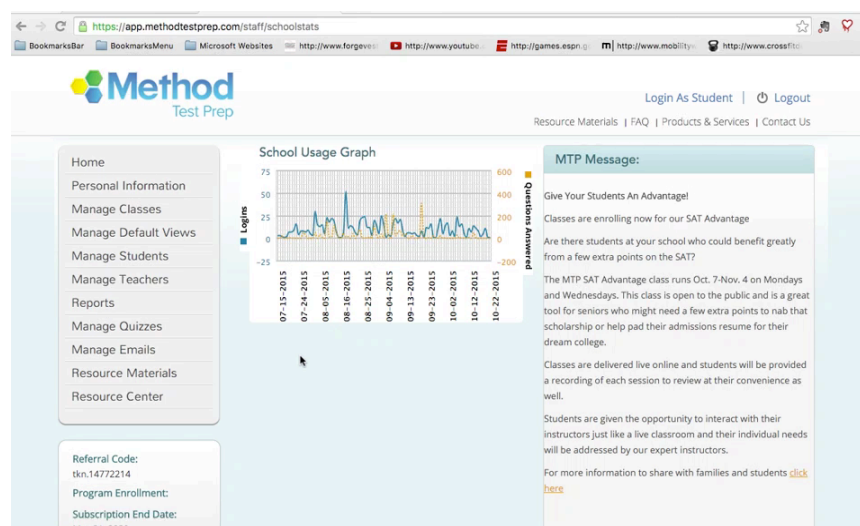 https://app.methodtestprep.com/staff/schoolstats
BookmarksBar BookmarksMenu Microsoft Websites http://www.forgeves http://www.youtube. http://games.espn.g http://www.mobility http://www.crossfit
Method
Test Prep
Login As Student | Logout
Resource Materials | FAQ | Products & Services | Contact Us
Home
Personal Information
Manage Classes
Manage Default Views
Manage Students
Manage Teachers
Reports
Manage Quizzes
Manage Emails
Resource Materials
Resource Center
Referral Code:
tkn.14772214
Program Enrollment:
Subscription End Date:
School Usage Graph
75
50
25
0
-25
Logins
600
400
200
0
-200
Questions Answered
07-15-2015
07-24-2015
08-05-2015
08-16-2015
08-25-2015
09-04-2015
09-13-2015
09-23-2015
10-02-2015
10-12-2015
10-22-2015
MTP Message:
Give Your Students An Advantage!
Classes are enrolling now for our SAT Advantage
Are there students at your school who could benefit greatly
from a few extra points on the SAT?
The MTP SAT Advantage class runs Oct. 7-Nov. 4 on Mondays
and Wednesdays. This class is open to the public and is a great
tool for seniors who might need a few extra points to nab that
scholarship or help pad their admissions resume for their
dream college.
Classes are delivered live online and students will be provided
a recording of each session to review at their convenience as
well.
Students are given the opportunity to interact with their
instructors just like a live classroom and their individual needs
will be addressed by our expert instructors.
For more information to share with families and students click
here